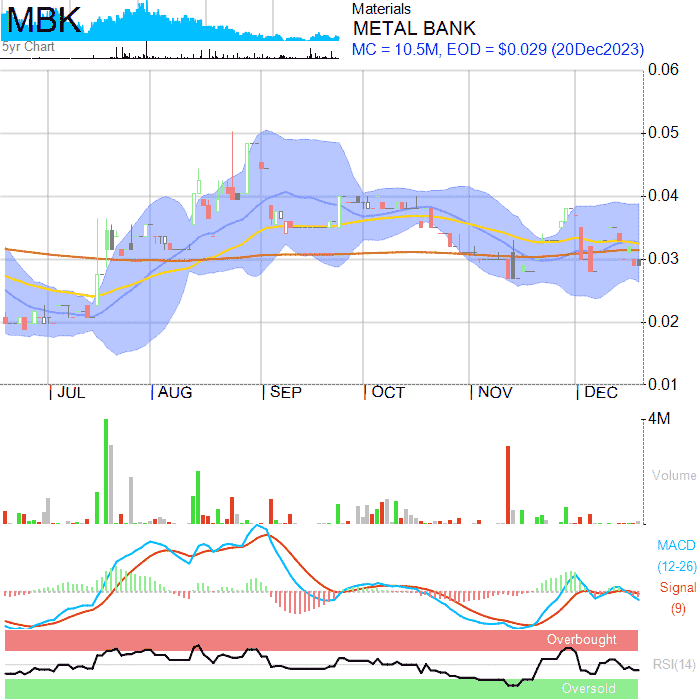 MBK
5yr Chart
Materials
METAL BANK
MC = 10.5M, EOD = $0.029 (20Dec2023)
0.06
0.05
0.04
0.03
0.02
0.01
JUL AUG SEP OCT NOV DEC
4M
Volume
MACD
(12-26)
Signal
(9)
Overbought
RSI(14)
Oversold